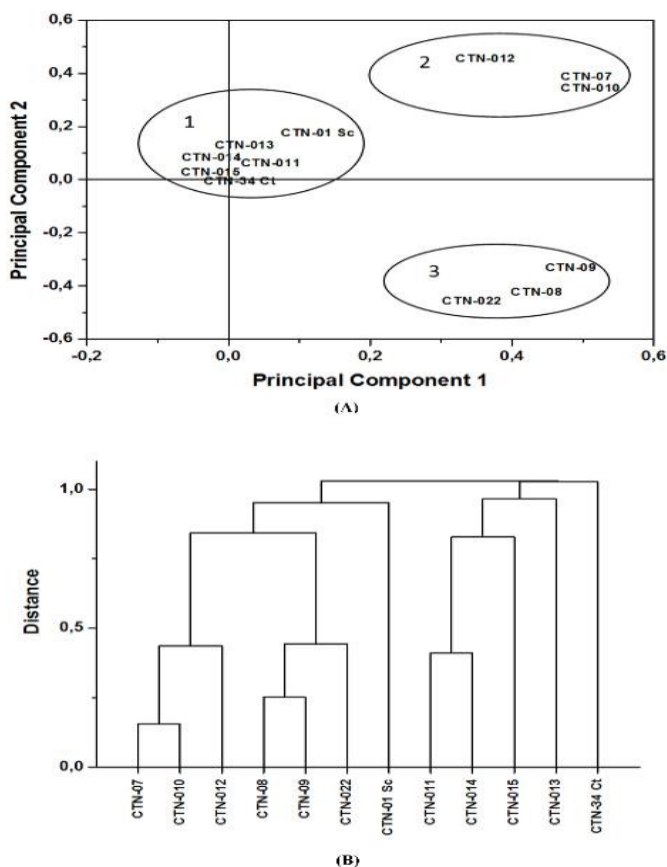 0,6
Principal Component 2
0,4
0,2
0,0
-0,2
-0,4
-0,6
2
CTN-012
CTN-07
CTN-010
1
CTN-01 Sc
CTN-013
CTN-014
CTN-011
CTN-015
CTN-34 Ct
3
CTN-09
CTN-08
CTN-022
-0,2
0,0
0,2
0,4
0,6
Principal Component 1
(A)
1,0
Distance
0,5
0,0
CTN-07
CTN-010
CTN-012
CTN-08
CTN-09
CTN-022
CTN-01 Sc
CTN-011
CTN-014
CTN-015
CTN-013
CTN-34 Ct
(B)